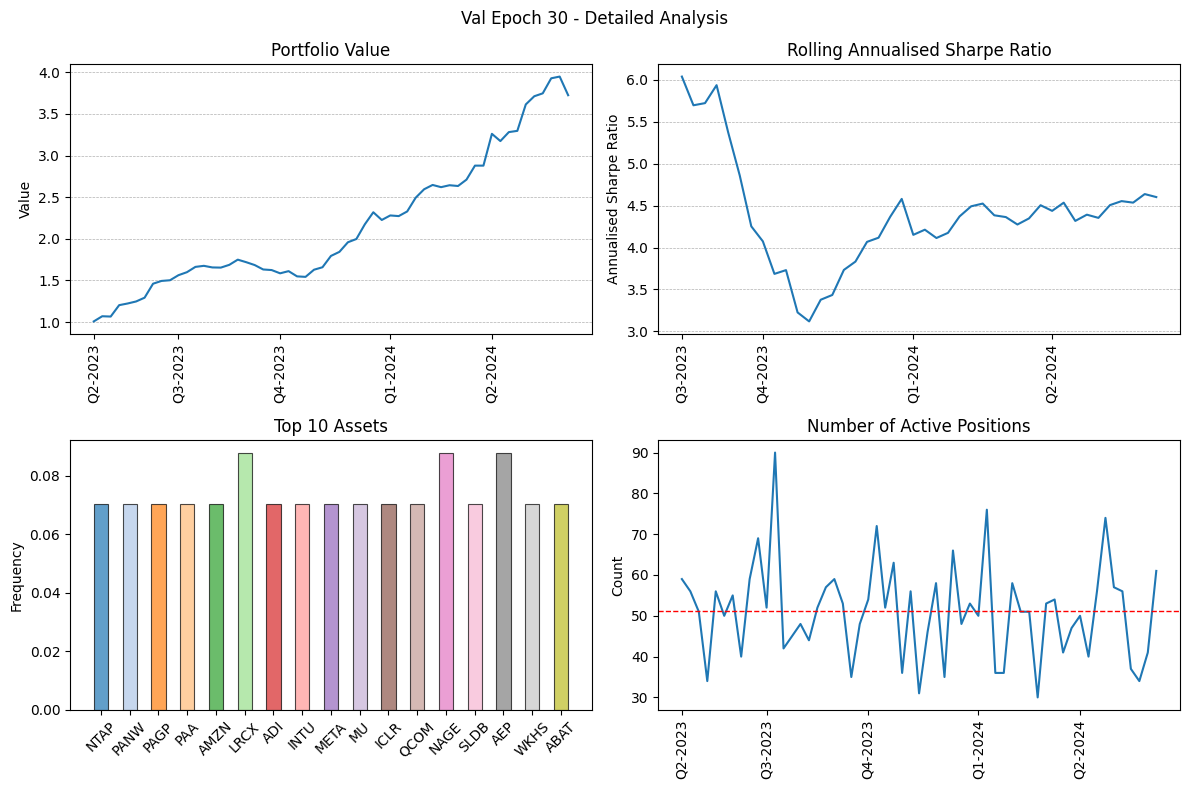 Val Epoch 30 - Detailed Analysis
Portfolio Value
Value
4.0
3.5
3.0
2.5
2.0
1.5
1.0
Q2-2023
Q3-2023
Q4-2023
Q1-2024
Q2-2024
Rolling Annualised Sharpe Ratio
Annualised Sharpe Ratio
6.0
5.5
5.0
4.5
4.0
3.5
3.0
Q3-2023
Q4-2023
Q1-2024
Q2-2024
Top 10 Assets
Frequency
0.08
0.06
0.04
0.02
0.00
NTAP
PANW
PAGP
PAA
AMZN
LRCX
ADI
INTU
META
MU
ICLR
QCOM
NAGE
SLDB
AEP
WKHS
ABAT
Number of Active Positions
Count
90
80
70
60
50
40
30
Q2-2023
Q3-2023
Q4-2023
Q1-2024
Q2-2024